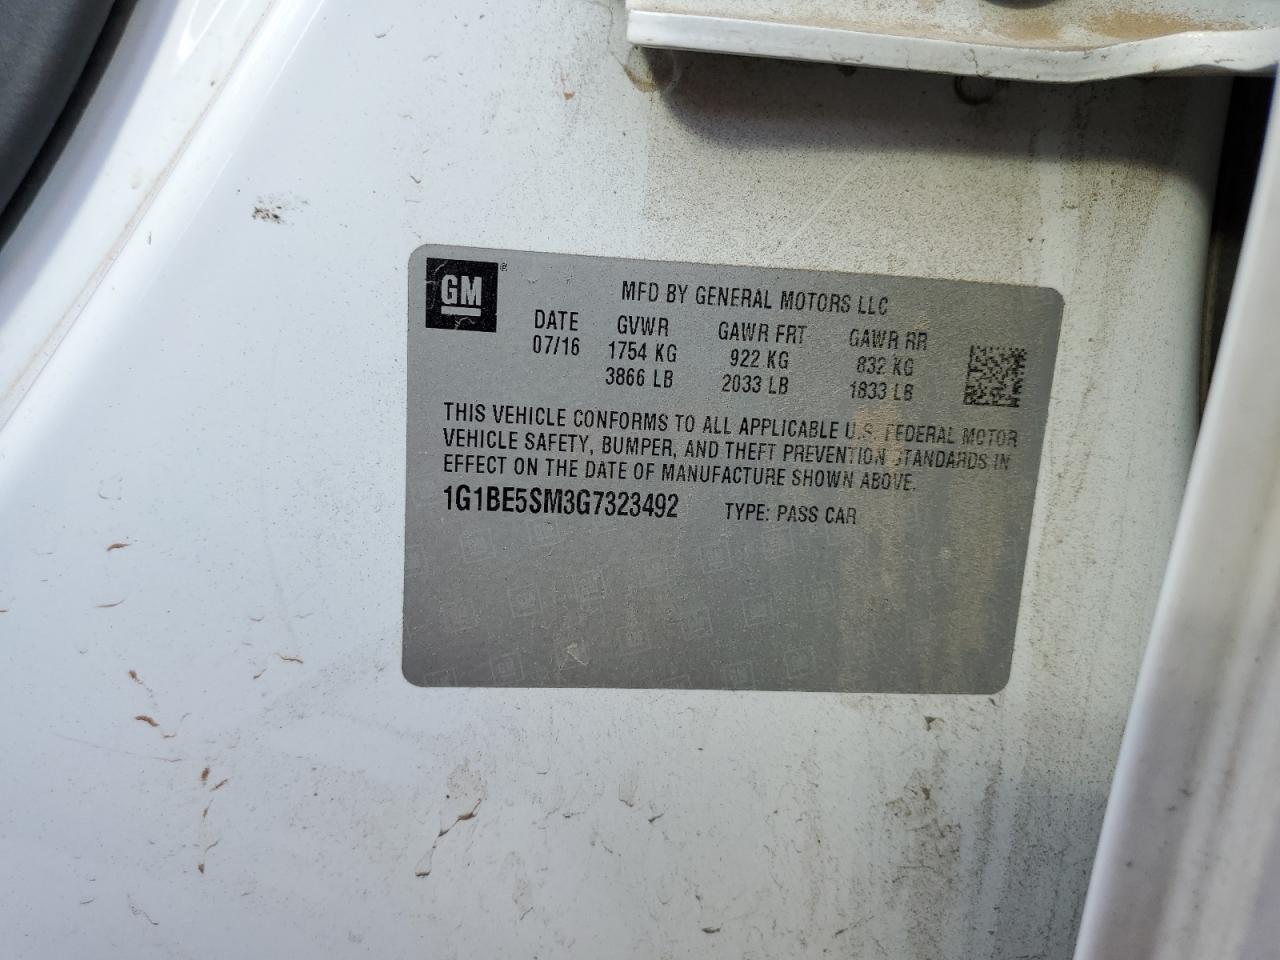 GM ®
MFD BY GENERAL MOTORS LLC
DATE GVWR GAWR FRT GAWR RR
07/16 1754 KG 922 KG 832 KG
3866 LB 2033 LB 1833 LB
THIS VEHICLE CONFORMS TO ALL APPLICABLE U.S. FEDERAL MOTOR
VEHICLE SAFETY, BUMPER, AND THEFT PREVENTION STANDARDS IN
EFFECT ON THE DATE OF MANUFACTURE SHOWN ABOVE.
1G1BE5SM3G7323492 TYPE: PASS CAR